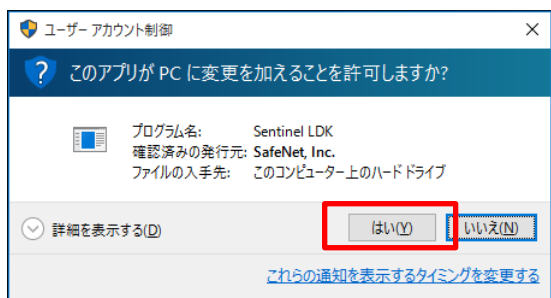 ユーザー アカウント制御
このアプリが PC に変更を加えることを許可しますか?
プログラム名: Sentinel LDK
確認済みの発行元: SafeNet, Inc.
ファイルの入手先: このコンピューター上のハード ドライブ
詳細を表示する(D) はい(Y) いいえ(N)
これらの通知を表示するタイミングを変更する